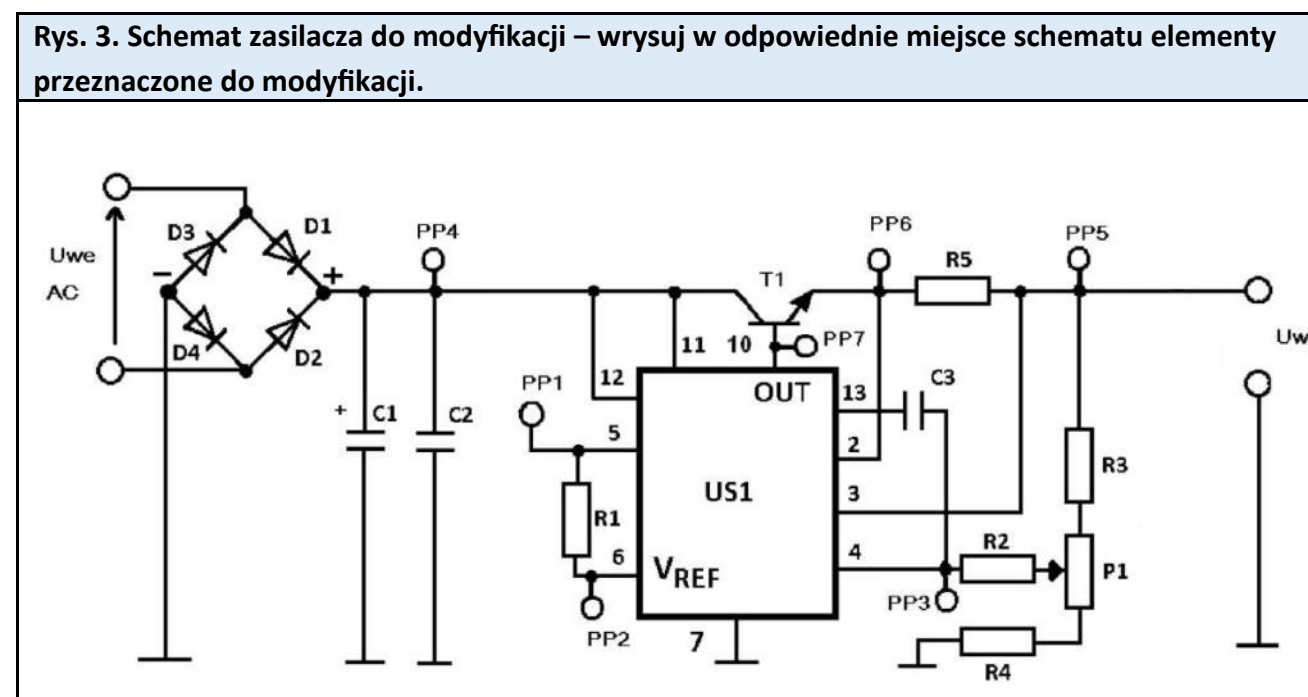 Rys. 3. Schemat zasilacza do modyfikacji – wrysuj w odpowiednie miejsce schematu elementy
przeznaczone do modyfikacji.
PP4
PP6
PP5
D3
D1
R5
Uwe
AC
–
+
T1
Uw
D4
D2
11
10
PP7
PP1
12
OUT
13
C3
+
C1
C2
5
2
R3
US1
3
R1
6
VREF
4
R2
P1
PP3
PP2
7
R4